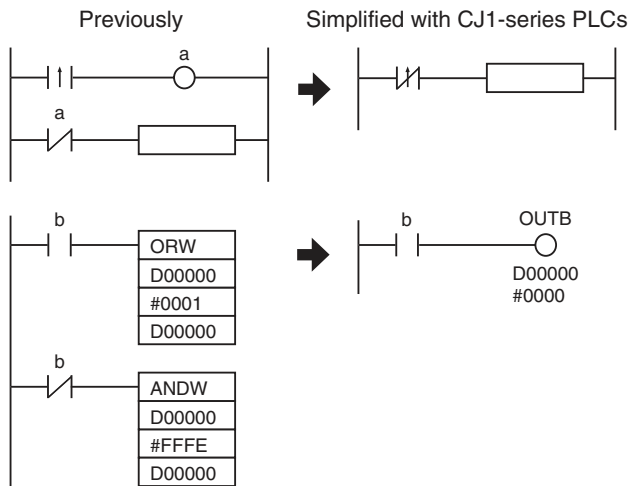 Previously
Simplified with CJ1-series PLCs
a
a
b
ORW
D00000
#0001
D00000
b
OUTB
D00000
#0000
b
ANDW
D00000
#FFFE
D00000